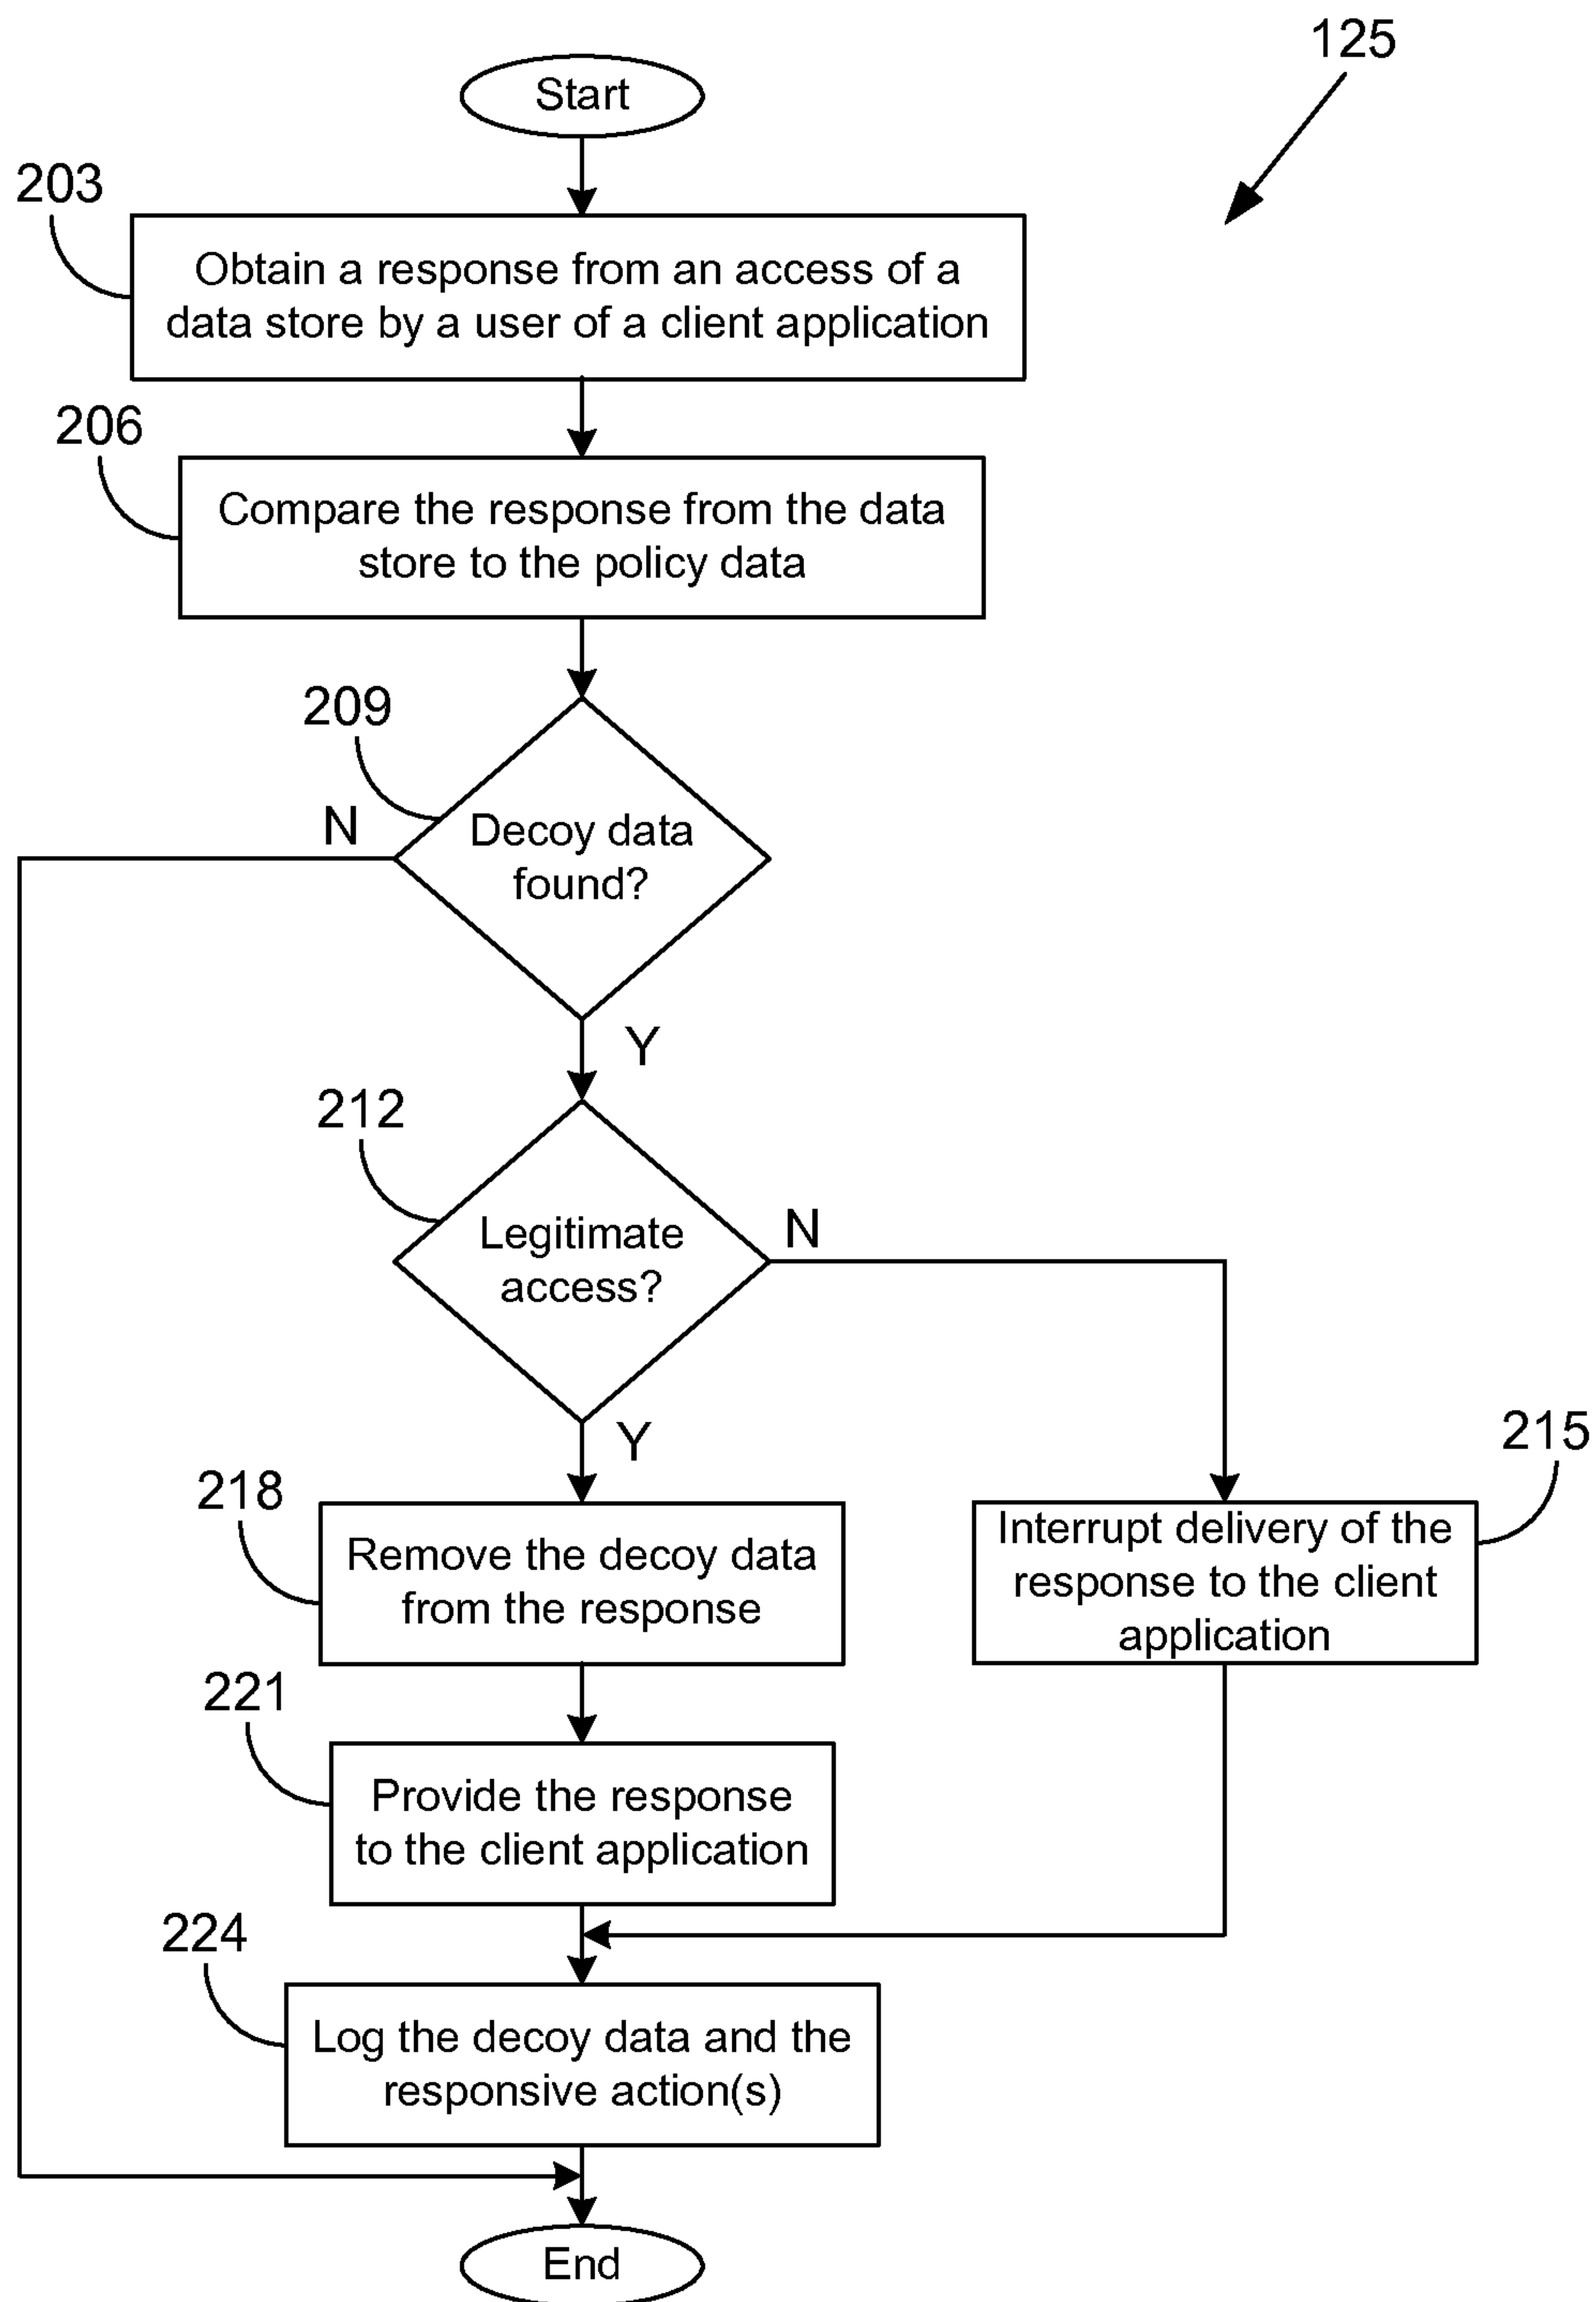 125
Start
203
Obtain a response from an access of a
data store by a user of a client application
206
Compare the response from the data
store to the policy data
209
N
Decoy data
found?
Y
212
Legitimate
access?
N
Y
215
218
Remove the decoy data
from the response
Interrupt delivery of the
response to the client
application
221
Provide the response
to the client application
224
Log the decoy data and the
responsive action(s)
End